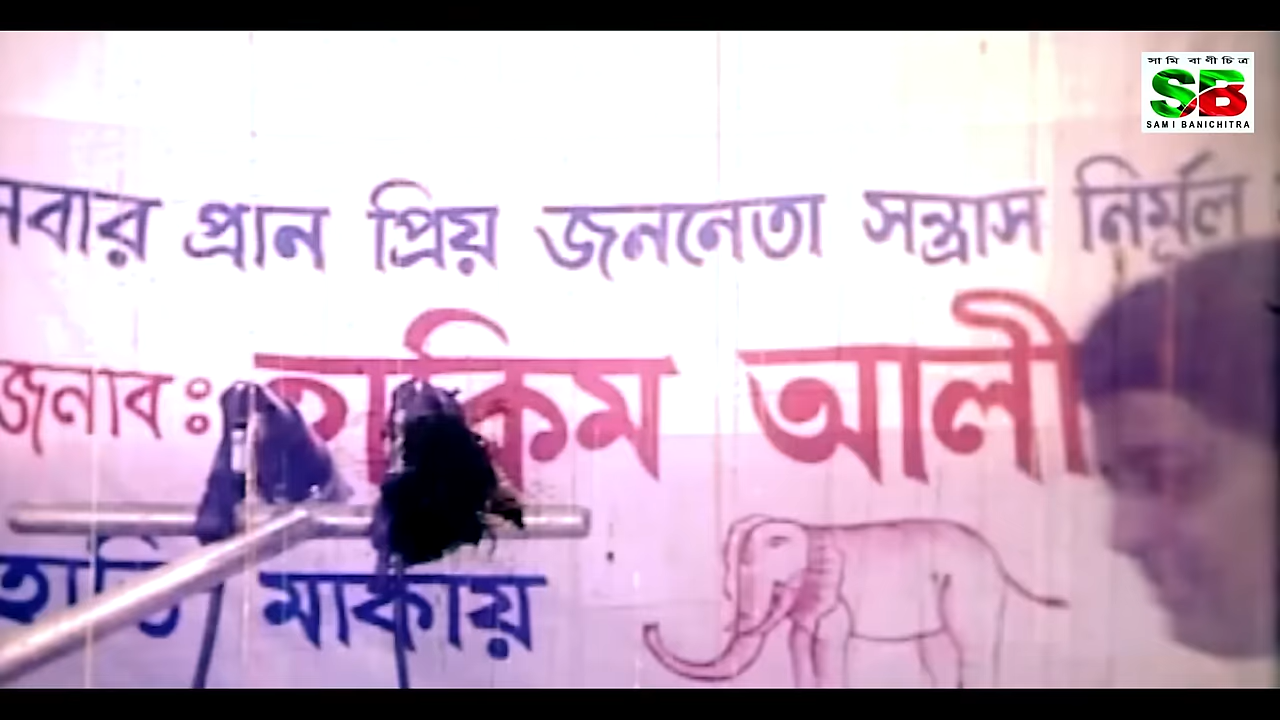 সামি বাণীচিত্র
SB
SAMI BANICHITRA
প্রান প্রিয় জননেতা সন্ত্রাস নির্মূল
জনাবঃ আলী
মার্কায়